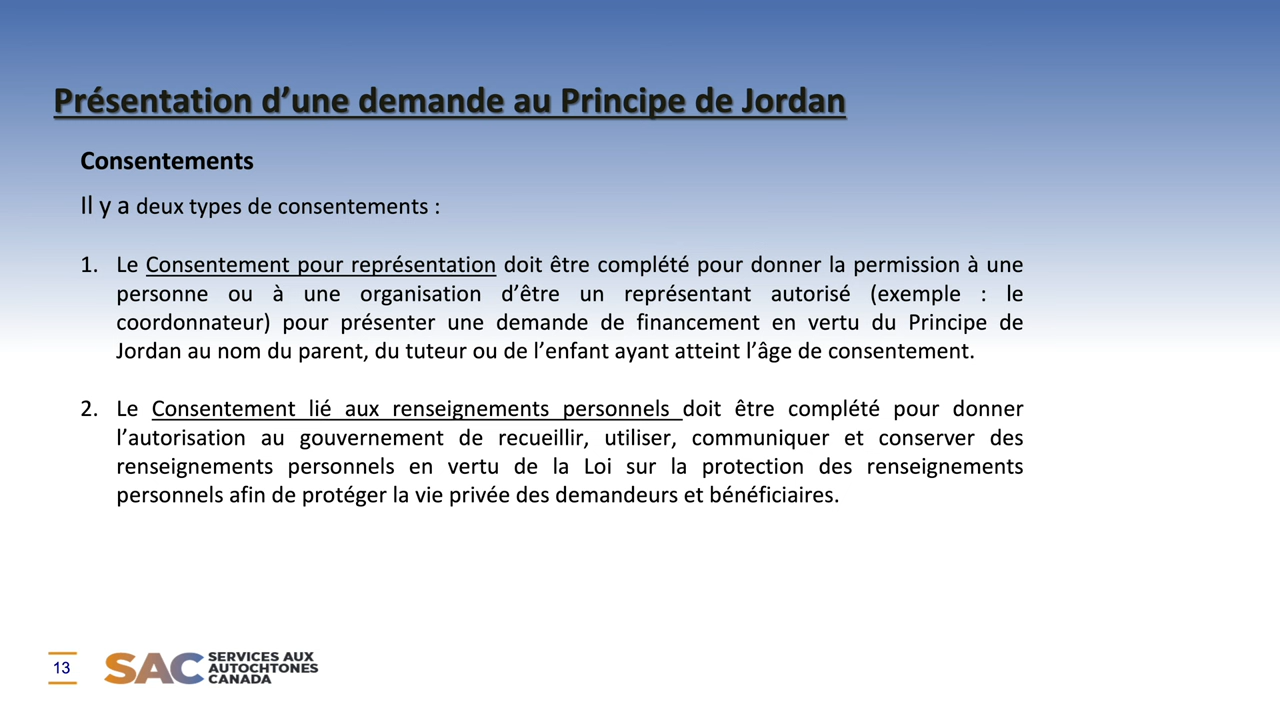 Présentation d’une demande au Principe de Jordan
Consentements
Il y a deux types de consentements :
1. Le Consentement pour représentation doit être complété pour donner la permission à une
personne ou à une organisation d’être un représentant autorisé (exemple : le
coordonnateur) pour présenter une demande de financement en vertu du Principe de
Jordan au nom du parent, du tuteur ou de l’enfant ayant atteint l’âge de consentement.
2. Le Consentement lié aux renseignements personnels doit être complété pour donner
l’autorisation au gouvernement de recueillir, utiliser, communiquer et conserver des
renseignements personnels en vertu de la Loi sur la protection des renseignements
personnels afin de protéger la vie privée des demandeurs et bénéficiaires.
13
SAC
SERVICES AUX
AUTOCHTONES
CANADA